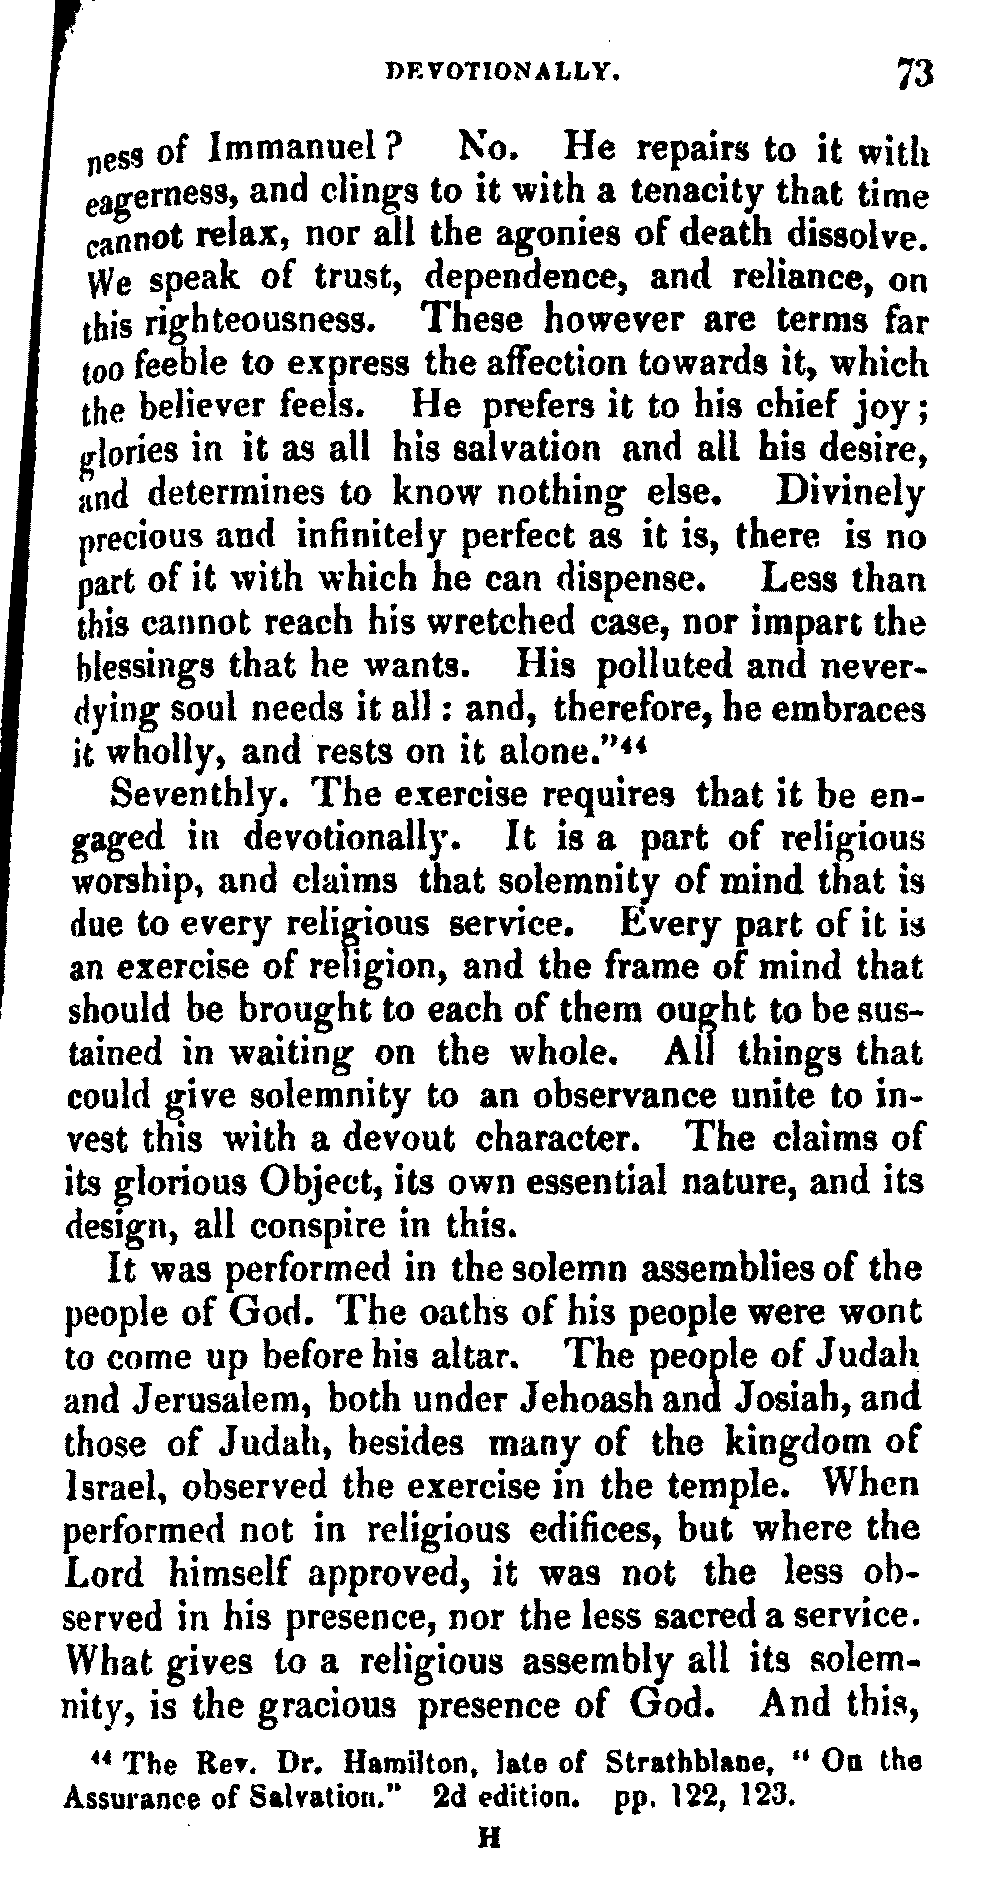 DEVOTIONALLY. 73
ness of Immanuel? No. He repairs to it with
eagerness, and clings to it with a tenacity that time
cannot relax, nor all the agonies of death dissolve.
We speak of trust, dependence, and reliance, on
this righteousness. These however are terms far
too feeble to express the affection towards it, which
the believer feels. He prefers it to his chief joy;
glories in it as all his salvation and all his desire,
and determines to know nothing else. Divinely
precious and infinitely perfect as it is, there is no
part of it with which he can dispense. Less than
this cannot reach his wretched case, nor impart the
blessings that he wants. His polluted and never-
dying soul needs it all: and, therefore, he embraces
it wholly, and rests on it alone."44
Seventhly. The exercise requires that it be en-
gaged in devotionally. It is a part of religious
worship, and claims that solemnity of mind that is
due to every religious service. Every part of it is
an exercise of religion, and the frame of mind that
should be brought to each of them ought to be sus-
tained in waiting on the whole. All things that
could give solemnity to an observance unite to in-
vest this with a devout character. The claims of
its glorious Object, its own essential nature, and its
design, all conspire in this.
It was performed in the solemn assemblies of the
people of God. The oaths of his people were wont
to come up before his altar. The people of Judah
and Jerusalem, both under Jehoash and Josiah, and
those of Judah, besides many of the kingdom of
Israel, observed the exercise in the temple. When
performed not in religious edifices, but where the
Lord himself approved, it was not the less ob-
served in his presence, nor the less sacred a service.
What gives to a religious assembly all its solem-
nity, is the gracious presence of God. And this,
44 The Rev. Dr. Hamilton, late of Strathblane, "On the
Assurance of Salvation." 2d edition. pp. 122, 123.
H